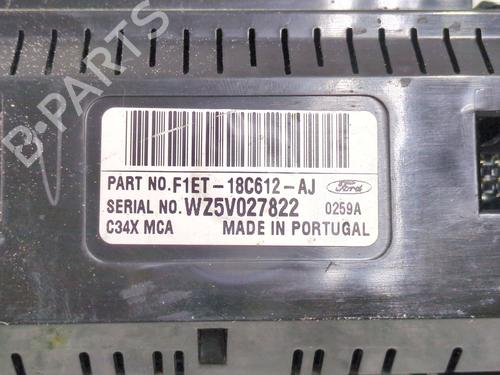 B-PARTS
PART NO.F1ET-18C612-AJ Ford
SERIAL NO.WZ5V027822 0259A
C34X MCA MADE IN PORTUGAL